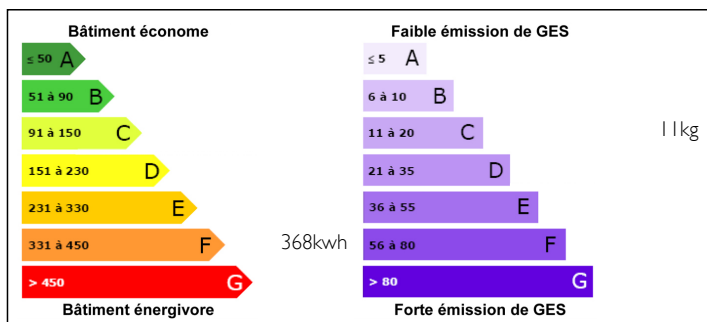 Bâtiment économe
≤ 50 A
51 à 90 B
91 à 150 C
151 à 230 D
231 à 330 E
331 à 450 F
368kwh
> 450 G
Bâtiment énergivore
Faible émission de GES
≤ 5 A
6 à 10 B
11 à 20 C
11kg
21 à 35 D
36 à 55 E
56 à 80 F
> 80 G
Forte émission de GES